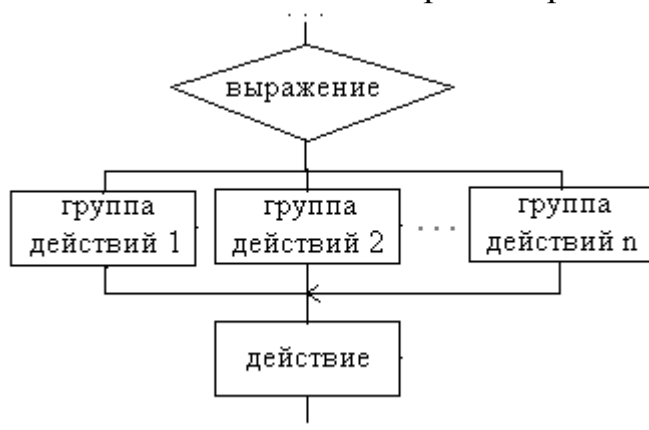 . . .
выражение
группа
действий 1
группа
действий 2
. . .
группа
действий n
действие